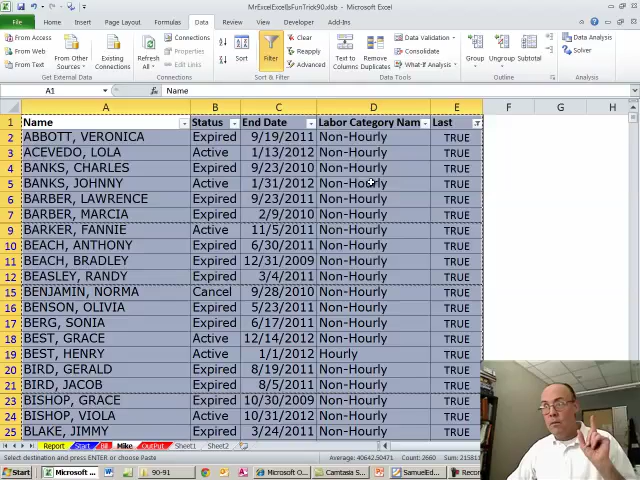 MrExcelExcelIsFunTrick90.xlsb - Microsoft Excel
File Home Insert Page Layout Formulas Data Review View Developer Add-Ins
From Access
From Web
From Text
From Other Sources
Existing Connections
Get External Data
Refresh All
Connections
Properties
Edit Links
Connections
Sort
Filter
Clear
Reapply
Advanced
Sort & Filter
Text to Columns
Remove Duplicates
Data Validation
Consolidate
What-If Analysis
Data Tools
Group
Ungroup
Subtotal
Outline
Data Analysis
Solver
Analysis
A1 fx Name
A B C D E F G H
1 Name Status End Date Labor Category Nam Last
2 ABBOTT, VERONICA Expired 9/19/2011 Non-Hourly TRUE
3 ACEVEDO, LOLA Active 1/13/2012 Non-Hourly TRUE
4 BANKS, CHARLES Expired 9/23/2010 Non-Hourly TRUE
5 BANKS, JOHNNY Active 1/31/2012 Non-Hourly TRUE
6 BARBER, LAWRENCE Expired 9/23/2011 Non-Hourly TRUE
7 BARBER, MARCIA Expired 2/9/2010 Non-Hourly TRUE
9 BARKER, FANNIE Active 11/5/2011 Non-Hourly TRUE
10 BEACH, ANTHONY Expired 6/30/2011 Non-Hourly TRUE
11 BEACH, BRADLEY Expired 12/31/2009 Non-Hourly TRUE
12 BEASLEY, RANDY Expired 3/4/2011 Non-Hourly TRUE
15 BENJAMIN, NORMA Cancel 9/28/2010 Non-Hourly TRUE
16 BENSON, OLIVIA Expired 5/23/2011 Non-Hourly TRUE
17 BERG, SONIA Expired 6/17/2011 Non-Hourly TRUE
18 BEST, GRACE Active 12/14/2012 Non-Hourly TRUE
19 BEST, HENRY Active 1/1/2012 Hourly TRUE
20 BIRD, GERALD Expired 8/19/2011 Non-Hourly TRUE
21 BIRD, JACOB Expired 8/5/2011 Non-Hourly TRUE
23 BISHOP, GRACE Expired 10/30/2009 Non-Hourly TRUE
24 BISHOP, VIOLA Active 10/31/2012 Non-Hourly TRUE
25 BLAKE, JIMMY Expired 3/24/2011 Non-Hourly TRUE
Report Start Bill Mike OutPut Sheet1 Sheet2
Select destination and press ENTER or choose Paste Average: 40642.50471 Count: 2660
Start Microsoft ... 90-91 Microsoft O... Camtasia S... SamuelEd...